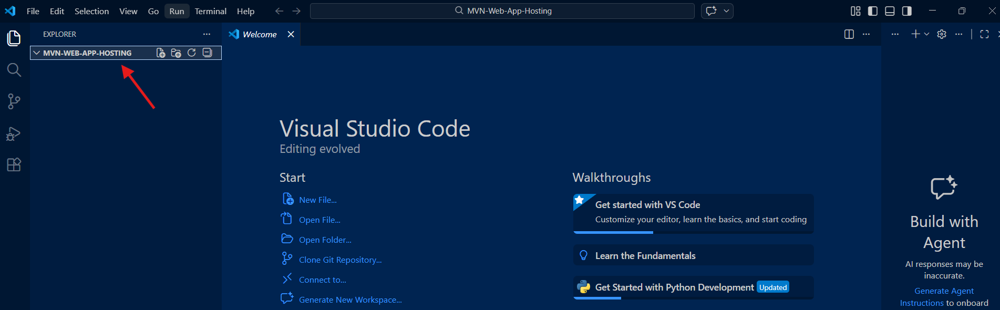 File Edit Selection View Go Run Terminal Help
MVN-Web-App-Hosting
EXPLORER
MVN-WEB-APP-HOSTING
Welcome
Visual Studio Code
Editing evolved
Start
New File...
Open File...
Open Folder...
Clone Git Repository...
Connect to...
Generate New Workspace...
Walkthroughs
Get started with VS Code
Customize your editor, learn the basics, and start coding
Learn the Fundamentals
Get Started with Python Development Updated
Build with
Agent
AI responses may be
inaccurate.
Generate Agent
Instructions to onboard